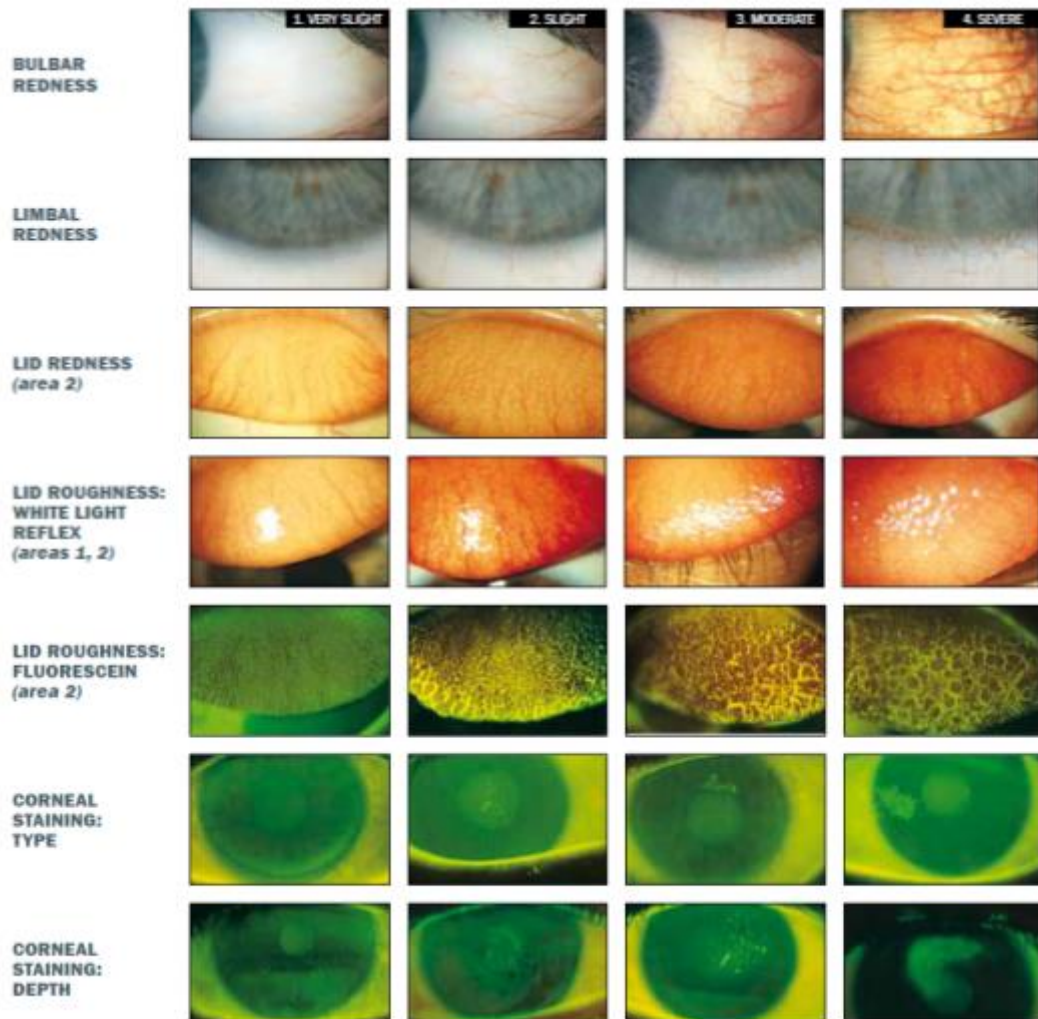 1. VERY SLIGHT
2. SLIGHT
3. MODERATE
4. SEVERE
BULBAR
REDNESS
LIMBAL
REDNESS
LID REDNESS
(area 2)
LID ROUGHNESS:
WHITE LIGHT
REFLEX
(areas 1, 2)
LID ROUGHNESS:
FLUORESCEIN
(area 2)
CORNEAL
STAINING:
TYPE
CORNEAL
STAINING:
DEPTH